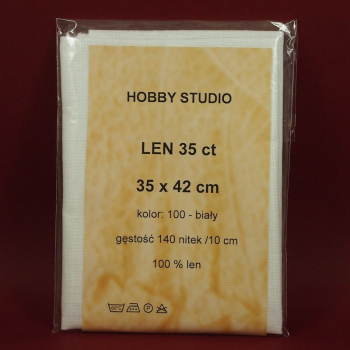 HOBBY STUDIO
LEN 35 ct
35 x 42 cm
kolor: 100 - biały
gęstość 140 nitek /10 cm
100 % len